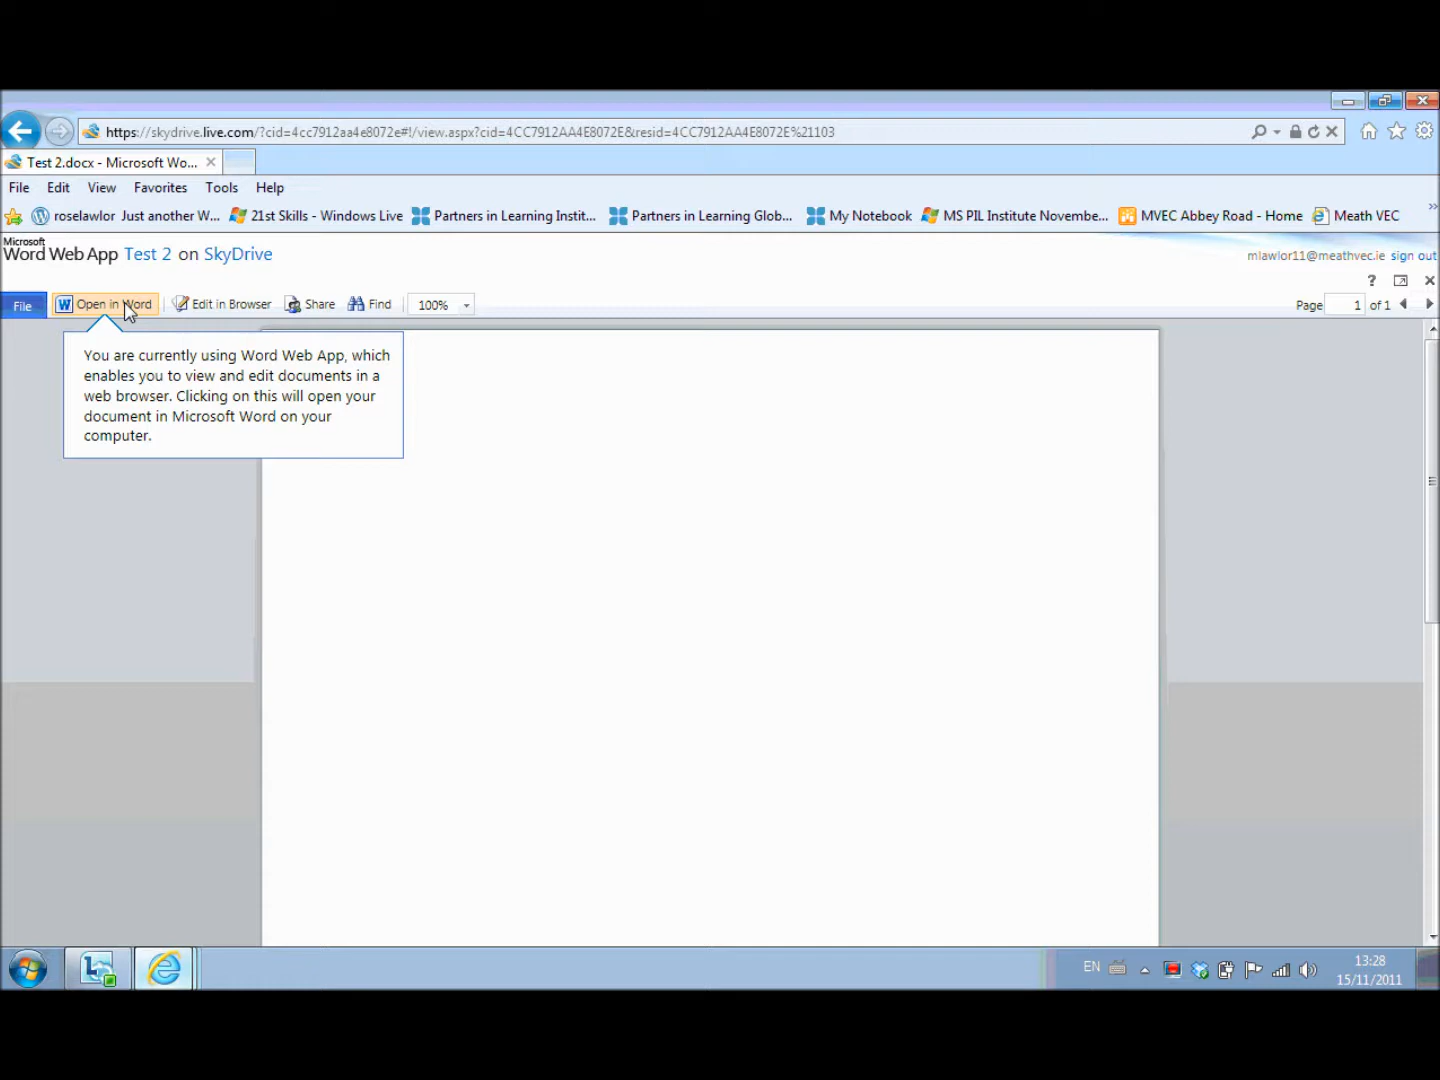 https://skydrive.live.com/?cid=4cc7912aa4e8072e#!/view.aspx?cid=4CC7912AA4E8072E&resid=4CC7912AA4E8072E%21103
Test 2.docx - Microsoft Wo...
File Edit View Favorites Tools Help
roselawlor Just another W... 21st Skills - Windows Live Partners in Learning Instit... Partners in Learning Glob... My Notebook MS PIL Institute Novembe... MVEC Abbey Road - Home Meath VEC
Microsoft
Word Web App Test 2 on SkyDrive
mlawlor11@meathvec.ie sign out
File Open in Word Edit in Browser Share Find 100% Page 1 of 1
You are currently using Word Web App, which
enables you to view and edit documents in a
web browser. Clicking on this will open your
document in Microsoft Word on your
computer.
EN
13:28
15/11/2011